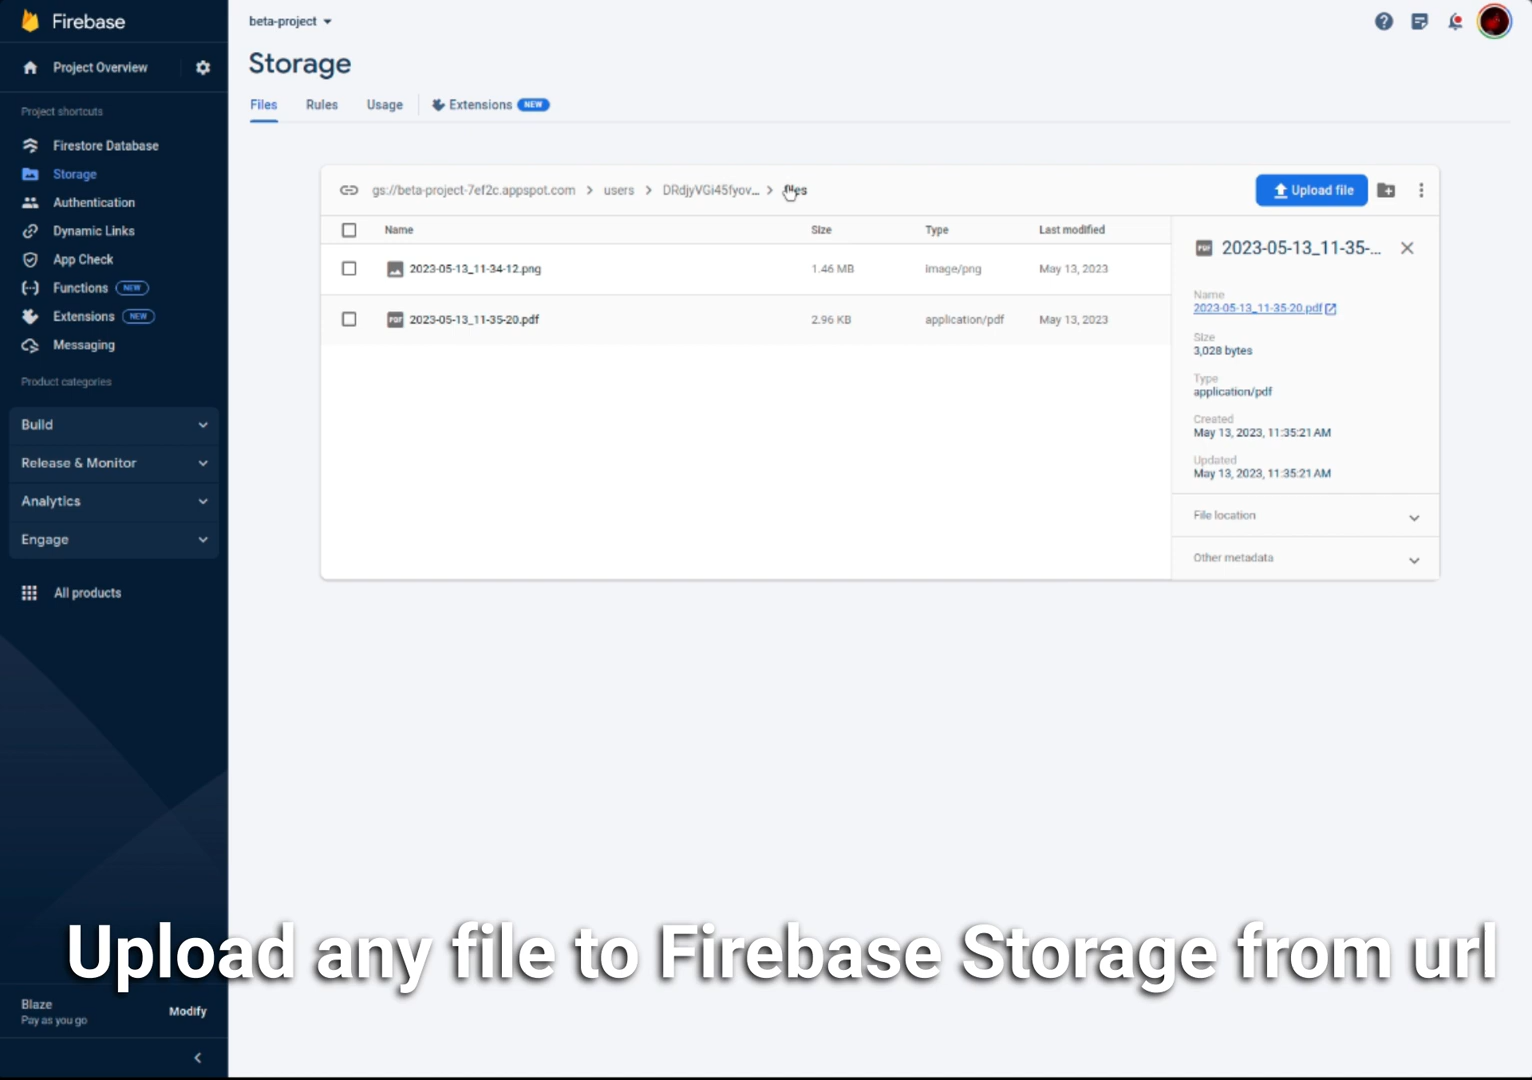 Firebase
Project Overview
Project shortcuts
Firestore Database
Storage
Authentication
Dynamic Links
App Check
Functions NEW
Extensions NEW
Messaging
Product categories
Build
Release & Monitor
Analytics
Engage
All products
Blaze
Pay as you go
Modify
beta-project
Storage
Files Rules Usage Extensions NEW
gs://beta-project-7ef2c.appspot.com > users > DRdjyVGi45fyov... > files
Upload file
Name Size Type Last modified
2023-05-13_11-34-12.png 1.46 MB image/png May 13, 2023
PDF 2023-05-13_11-35-20.pdf 2.96 KB application/pdf May 13, 2023
PDF 2023-05-13_11-35-...
Name
2023-05-13_11-35-20.pdf
Size
3,028 bytes
Type
application/pdf
Created
May 13, 2023, 11:35:21 AM
Updated
May 13, 2023, 11:35:21 AM
File location
Other metadata
Upload any file to Firebase Storage from url